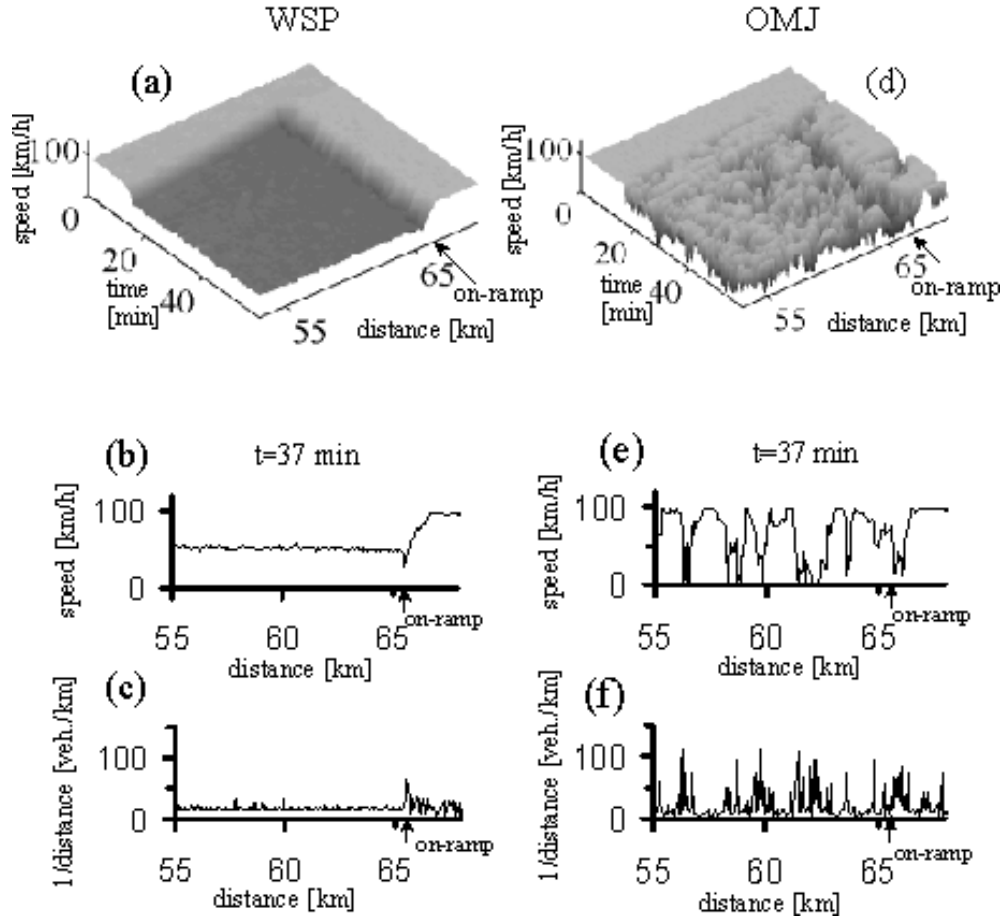 WSP
OMJ
(a)
(d)
speed [km/h]
100
0
20
40
time
[min]
55
65
on-ramp
distance [km]
speed [km/h]
100
0
20
40
time
[min]
55
65
on-ramp
distance [km]
(b)
t=37 min
speed [km/h]
100
0
55
60
65
on-ramp
distance [km]
(e)
t=37 min
speed [km/h]
100
0
55
60
65
on-ramp
distance [km]
(c)
1/distance [veh./km]
100
0
55
60
65
on-ramp
distance [km]
(f)
1/distance [veh./km]
100
0
55
60
65
on-ramp
distance [km]